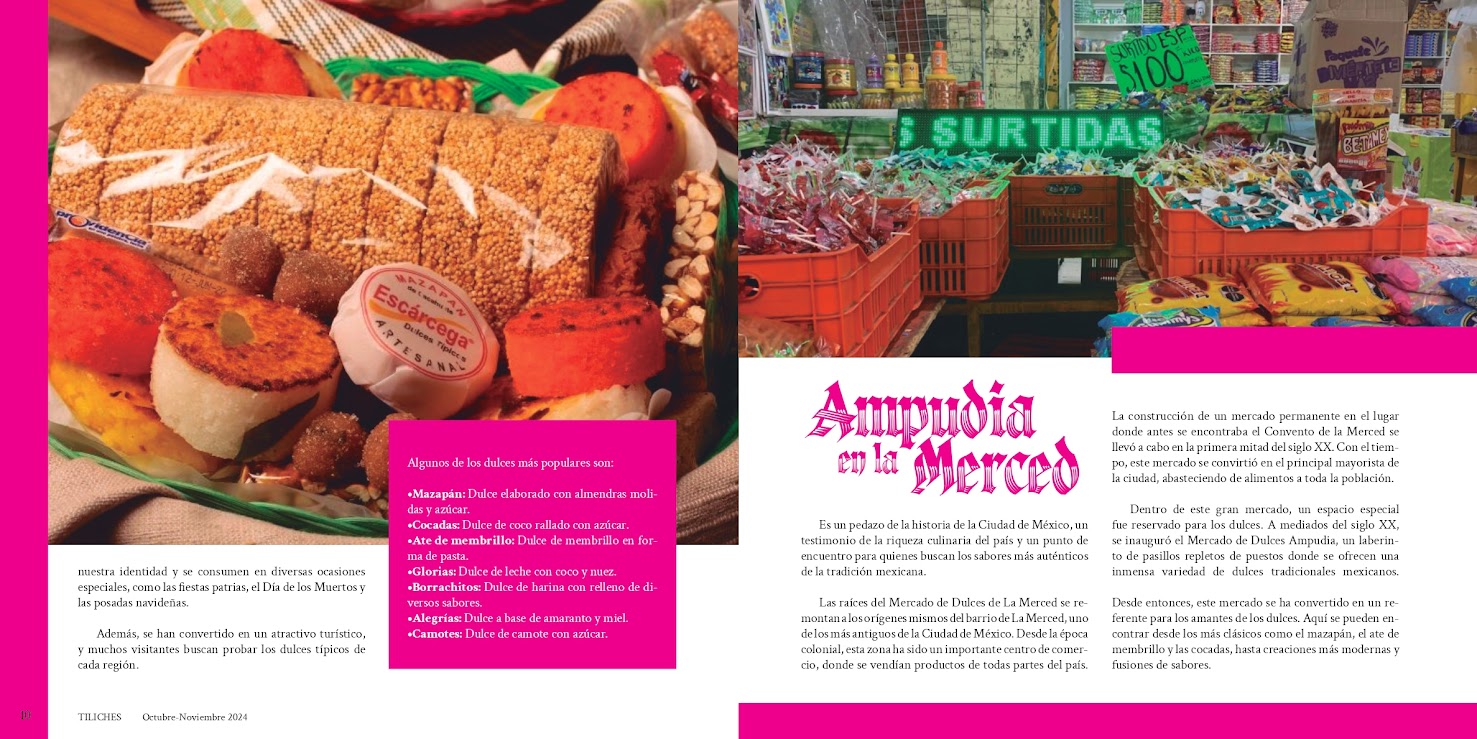 Providencia
MAZAPÁN
de Cacahuate
Escárcega
Dulces Típicos
ARTESANAL
nuestra identidad y se consumen en diversas ocasiones
especiales, como las fiestas patrias, el Día de los Muertos y
las posadas navideñas.
Además, se han convertido en un atractivo turístico,
y muchos visitantes buscan probar los dulces típicos de
cada región.
Algunos de los dulces más populares son:
•Mazapán: Dulce elaborado con almendras moli-
das y azúcar.
•Cocadas: Dulce de coco rallado con azúcar.
•Ate de membrillo: Dulce de membrillo en for-
ma de pasta.
•Glorias: Dulce de leche con coco y nuez.
•Borrachitos: Dulce de harina con relleno de di-
versos sabores.
•Alegrías: Dulce a base de amaranto y miel.
•Camotes: Dulce de camote con azúcar.
TILICHES Octubre-Noviembre 2024
SURTIDO ESP.
KILO
$100
S SURTIDAS
BETAMEX
Ampudia
en la Merced
Es un pedazo de la historia de la Ciudad de México, un
testimonio de la riqueza culinaria del país y un punto de
encuentro para quienes buscan los sabores más auténticos
de la tradición mexicana.
Las raíces del Mercado de Dulces de La Merced se re-
montan a los orígenes mismos del barrio de La Merced, uno
de los más antiguos de la Ciudad de México. Desde la época
colonial, esta zona ha sido un importante centro de comer-
cio, donde se vendían productos de todas partes del país.
La construcción de un mercado permanente en el lugar
donde antes se encontraba el Convento de la Merced se
llevó a cabo en la primera mitad del siglo XX. Con el tiem-
po, este mercado se convirtió en el principal mayorista de
la ciudad, abasteciendo de alimentos a toda la población.
Dentro de este gran mercado, un espacio especial
fue reservado para los dulces. A mediados del siglo XX,
se inauguró el Mercado de Dulces Ampudia, un laberin-
to de pasillos repletos de puestos donde se ofrecen una
inmensa variedad de dulces tradicionales mexicanos.
Desde entonces, este mercado se ha convertido en un re-
ferente para los amantes de los dulces. Aquí se pueden en-
contrar desde los más clásicos como el mazapán, el ate de
membrillo y las cocadas, hasta creaciones más modernas y
fusiones de sabores.